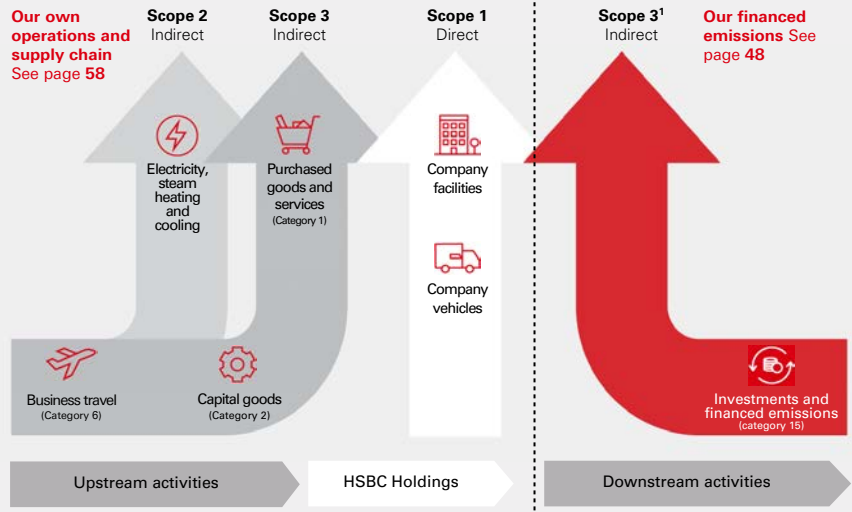 Our own
operations and
supply chain
See page 58
Scope 2
Indirect
Scope 3
Indirect
Scope 1
Direct
Scope 3¹
Indirect
Our financed
emissions See
page 48
Electricity,
steam
heating
and
cooling
Purchased
goods and
services
(Category 1)
Company
facilities
Company
vehicles
Business travel
(Category 6)
Capital goods
(Category 2)
Investments and
financed emissions
(category 15)
Upstream activities
HSBC Holdings
Downstream activities